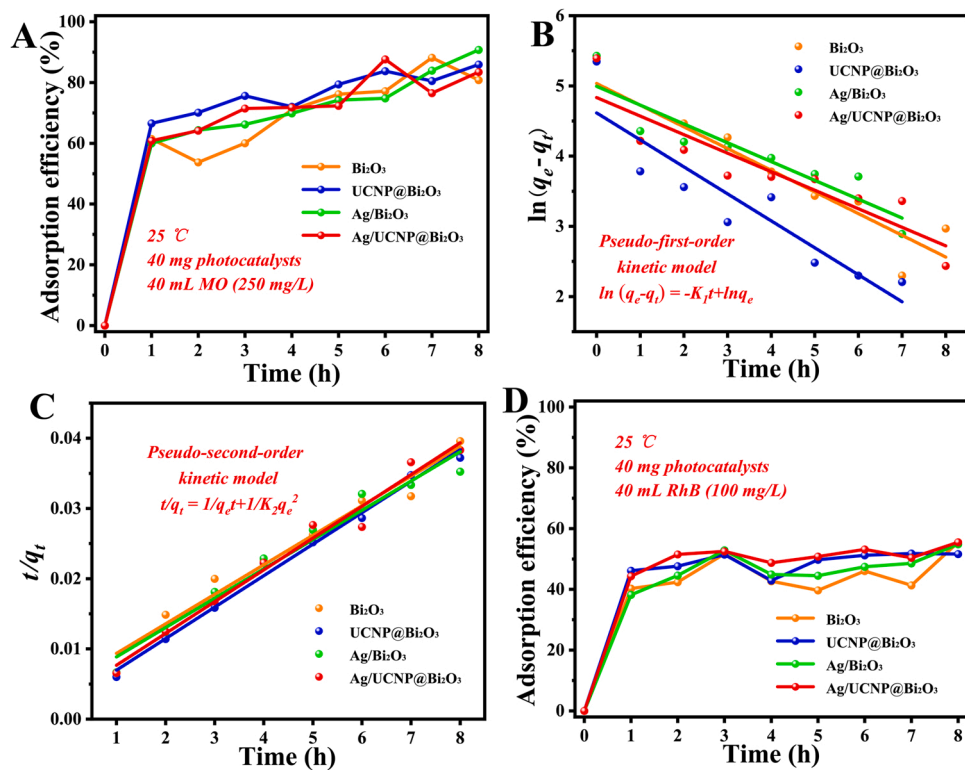 A
Adsorption efficiency (%)
100
80
60
40
20
0
Bi₂O₃
UCNP@Bi₂O₃
Ag/Bi₂O₃
Ag/UCNP@Bi₂O₃
25 ℃
40 mg photocatalysts
40 mL MO (250 mg/L)
0 1 2 3 4 5 6 7 8
Time (h)
B
ln (qe - qt)
6
5
4
3
2
Bi₂O₃
UCNP@Bi₂O₃
Ag/Bi₂O₃
Ag/UCNP@Bi₂O₃
Pseudo-first-order
kinetic model
ln (qe-qt) = -K1t+lnqe
0 1 2 3 4 5 6 7 8
Time (h)
C
t/qt
0.04
0.03
0.02
0.01
0.00
Pseudo-second-order
kinetic model
t/qt = 1/qet+1/K2qe²
Bi₂O₃
UCNP@Bi₂O₃
Ag/Bi₂O₃
Ag/UCNP@Bi₂O₃
1 2 3 4 5 6 7 8
Time (h)
D
Adsorption efficiency (%)
100
80
60
40
20
0
25 ℃
40 mg photocatalysts
40 mL RhB (100 mg/L)
Bi₂O₃
UCNP@Bi₂O₃
Ag/Bi₂O₃
Ag/UCNP@Bi₂O₃
0 1 2 3 4 5 6 7 8
Time (h)